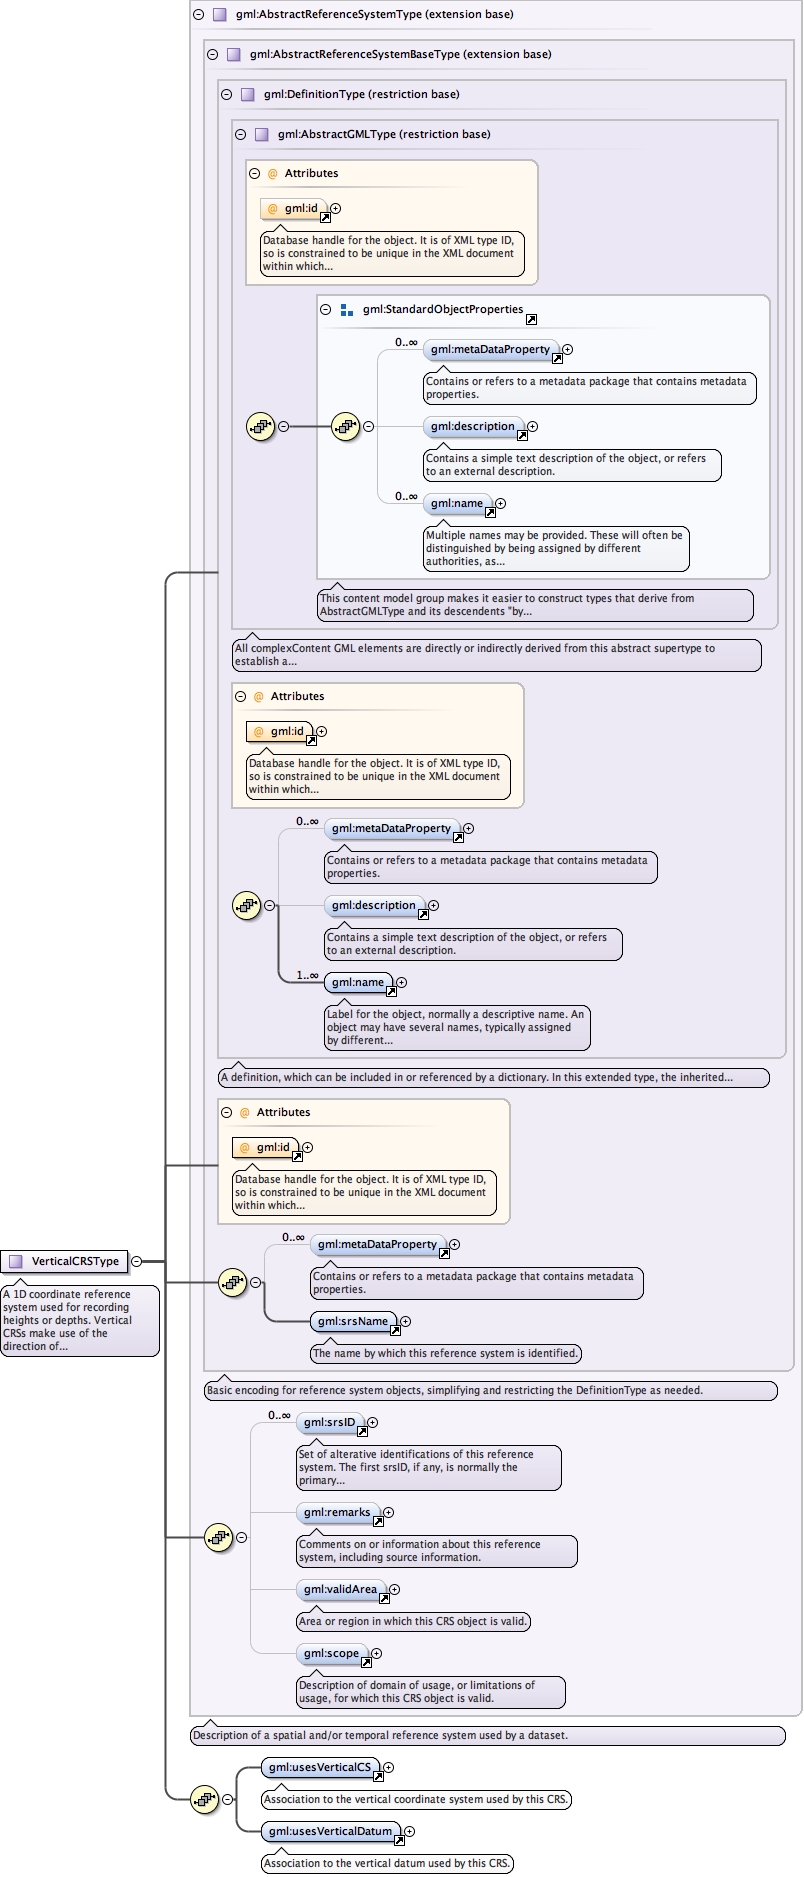 gml:AbstractReferenceSystemType (extension base)
gml:AbstractReferenceSystemBaseType (extension base)
gml:DefinitionType (restriction base)
gml:AbstractGMLType (restriction base)
@ Attributes
@ gml:id
Database handle for the object. It is of XML type ID,
so is constrained to be unique in the XML document
within which...
gml:StandardObjectProperties
0..∞
gml:metaDataProperty
Contains or refers to a metadata package that contains metadata
properties.
gml:description
Contains a simple text description of the object, or refers
to an external description.
0..∞
gml:name
Multiple names may be provided. These will often be
distinguished by being assigned by different
authorities, as...
This content model group makes it easier to construct types that derive from
AbstractGMLType and its descendents "by...
All complexContent GML elements are directly or indirectly derived from this abstract supertype to
establish a...
@ Attributes
@ gml:id
Database handle for the object. It is of XML type ID,
so is constrained to be unique in the XML document
within which...
0..∞
gml:metaDataProperty
Contains or refers to a metadata package that contains metadata
properties.
gml:description
Contains a simple text description of the object, or refers
to an external description.
1..∞
gml:name
Label for the object, normally a descriptive name. An
object may have several names, typically assigned
by different...
A definition, which can be included in or referenced by a dictionary. In this extended type, the inherited...
@ Attributes
@ gml:id
Database handle for the object. It is of XML type ID,
so is constrained to be unique in the XML document
within which...
0..∞
gml:metaDataProperty
Contains or refers to a metadata package that contains metadata
properties.
gml:srsName
The name by which this reference system is identified.
VerticalCRSType
A 1D coordinate reference
system used for recording
heights or depths. Vertical
CRSs make use of the
direction of...
Basic encoding for reference system objects, simplifying and restricting the DefinitionType as needed.
0..∞
gml:srsID
Set of alterative identifications of this reference
system. The first srsID, if any, is normally the
primary...
gml:remarks
Comments on or information about this reference
system, including source information.
gml:validArea
Area or region in which this CRS object is valid.
gml:scope
Description of domain of usage, or limitations of
usage, for which this CRS object is valid.
Description of a spatial and/or temporal reference system used by a dataset.
gml:usesVerticalCS
Association to the vertical coordinate system used by this CRS.
gml:usesVerticalDatum
Association to the vertical datum used by this CRS.